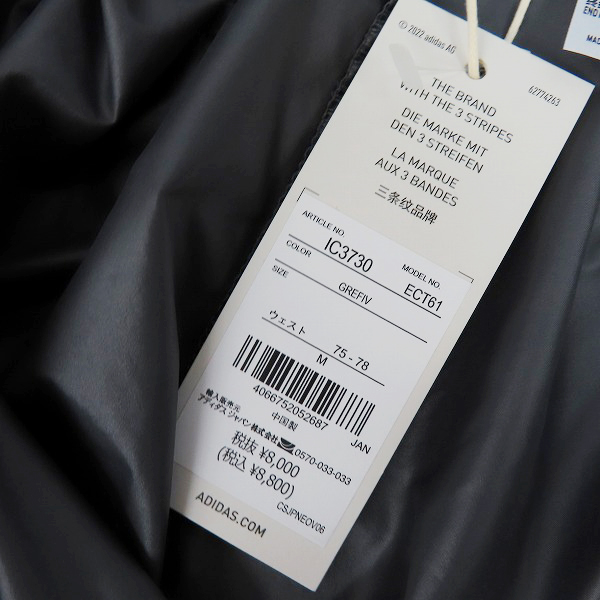 © 2022 adidas AG
62774263
THE BRAND
WITH THE 3 STRIPES
DIE MARKE MIT
DEN 3 STREIFEN
LA MARQUE
AUX 3 BANDES
三条纹品牌
ARTICLE NO. IC3730
MODEL NO. ECT61
COLOR
GREFIV
SIZE
ウェスト 75 - 78
M
4066752052687
JAN
中国製
輸入販売元
アディダス ジャパン株式会社 0570-033-033
税抜 ¥8,000
(税込 ¥8,800)
CSJPNEOV06
ADIDAS.COM